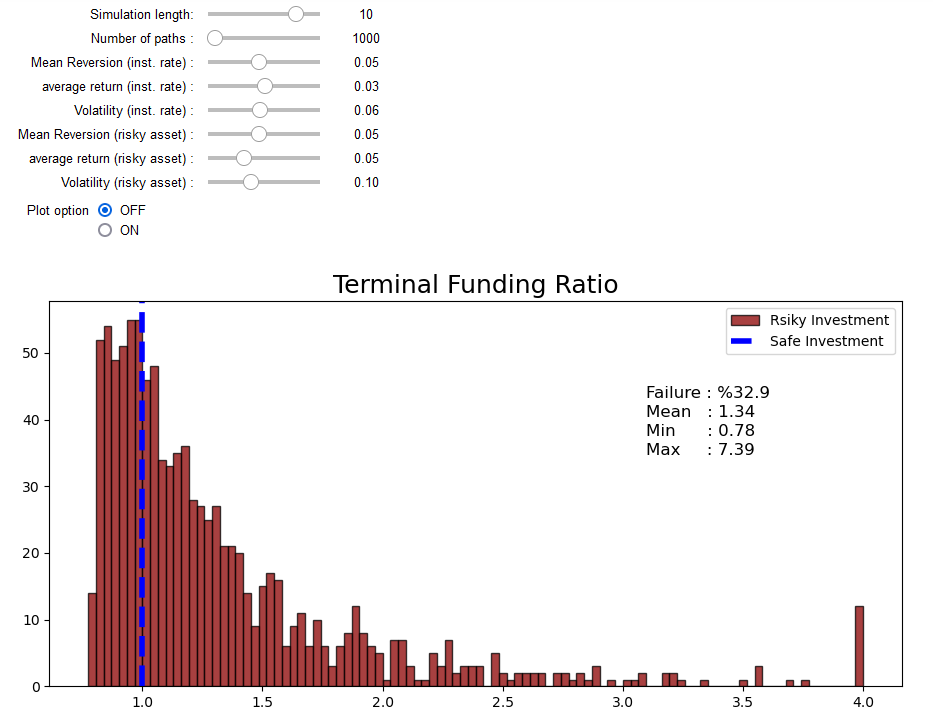 Simulation length: 10
Number of paths : 1000
Mean Reversion (inst. rate) : 0.05
average return (inst. rate) : 0.03
Volatility (inst. rate) : 0.06
Mean Reversion (risky asset) : 0.05
average return (risky asset) : 0.05
Volatility (risky asset) : 0.10
Plot option OFF
ON
Terminal Funding Ratio
Rsiky Investment
Safe Investment
Failure : %32.9
Mean : 1.34
Min : 0.78
Max : 7.39
50
40
30
20
10
0
1.0 1.5 2.0 2.5 3.0 3.5 4.0